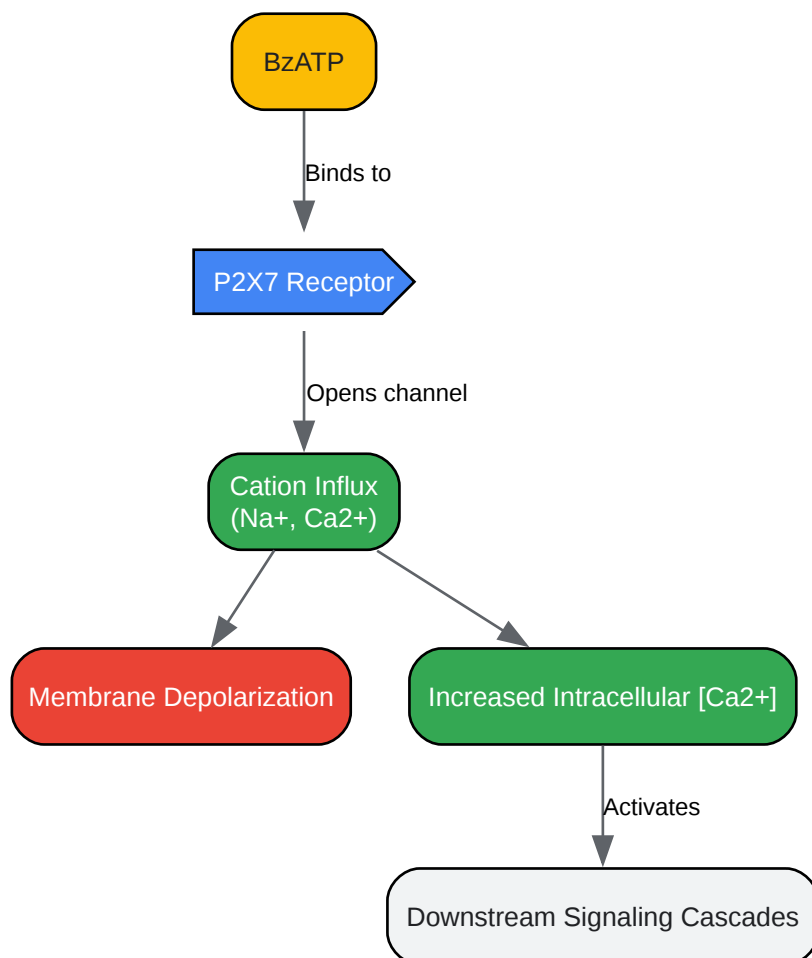 BzATP
Binds to
P2X7 Receptor
Opens channel
Cation Influx
(Na+, Ca2+)
Membrane Depolarization
Increased Intracellular [Ca2+]
Activates
Downstream Signaling Cascades